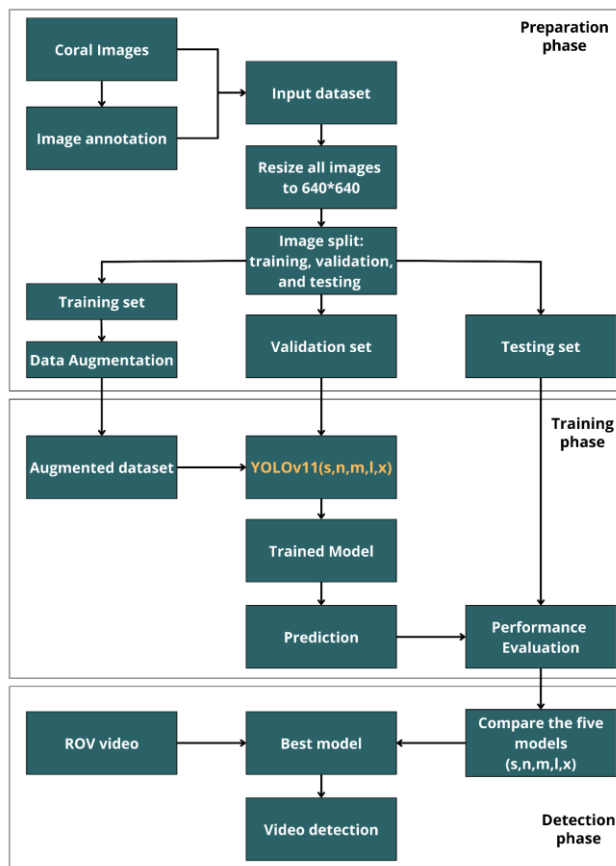 Preparation
phase
Coral Images
Input dataset
Image annotation
Resize all images
to 640*640
Image split:
training, validation,
and testing
Training set
Validation set
Testing set
Data Augmentation
Training
phase
Augmented dataset
YOLOv11(s,n,m,l,x)
Trained Model
Prediction
Performance
Evaluation
ROV video
Best model
Compare the five
models
(s,n,m,l,x)
Video detection
Detection
phase